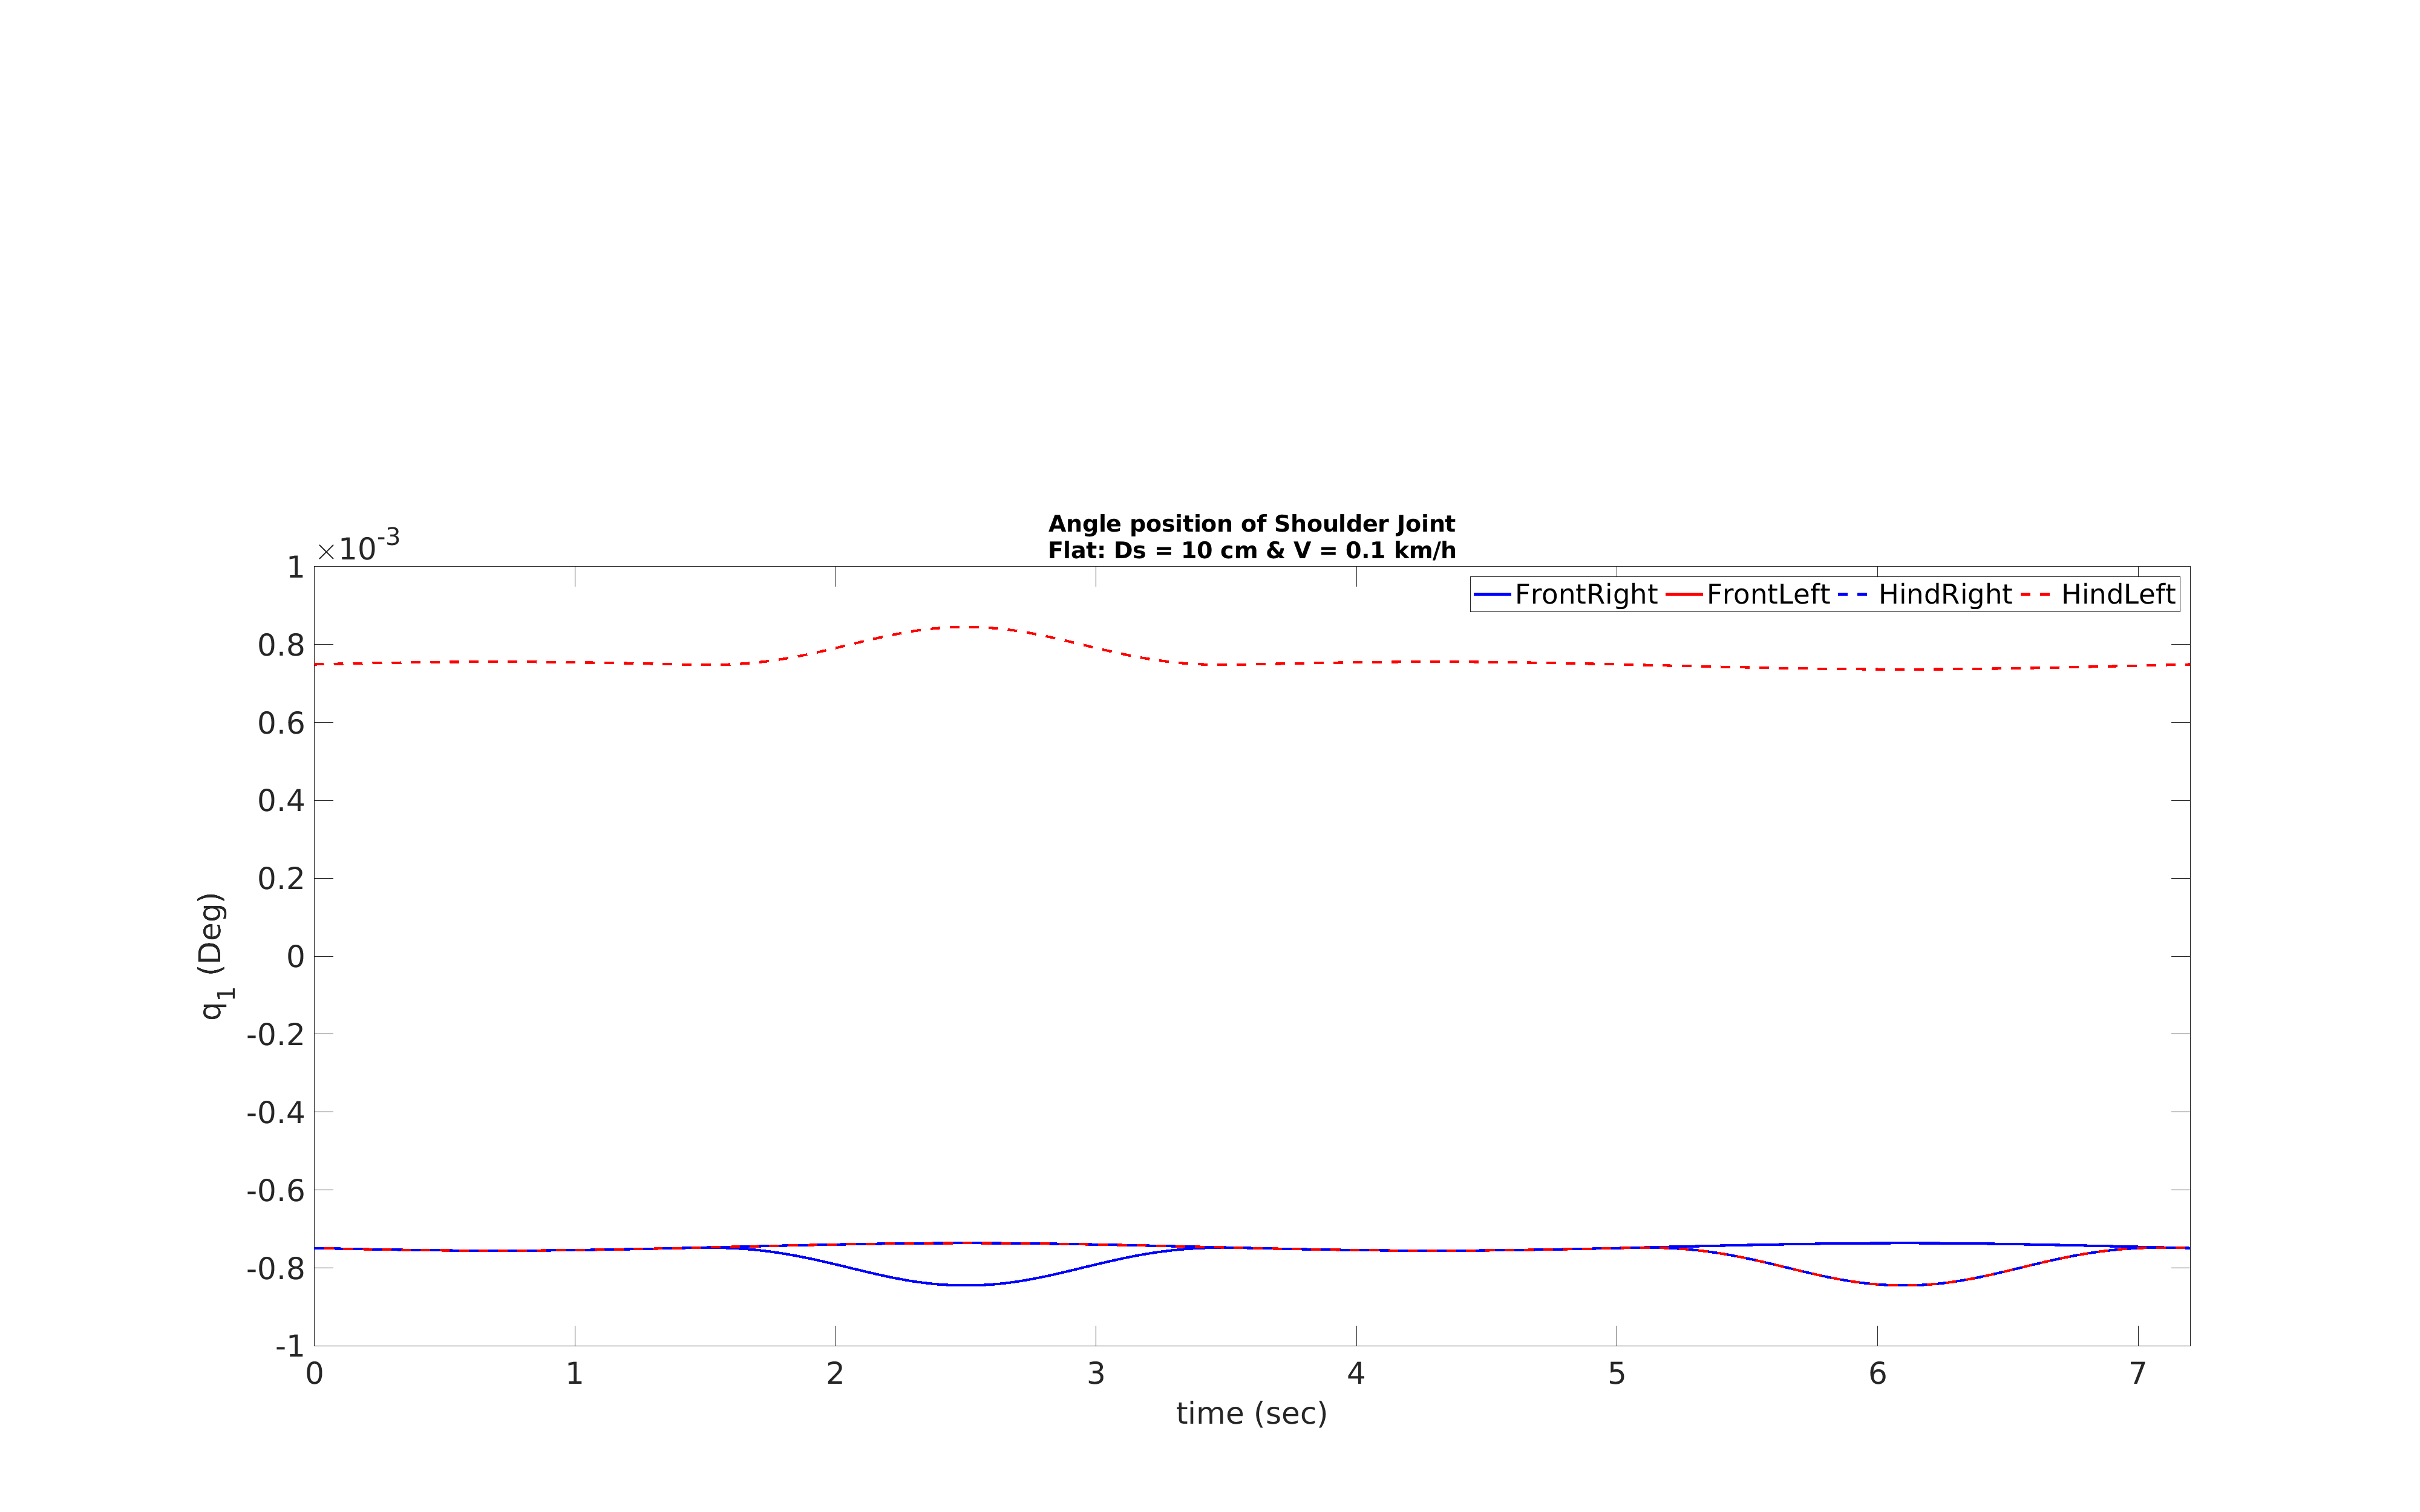 Angle position of Shoulder Joint
Flat: Ds = 10 cm & V = 0.1 km/h
×10-3
FrontRight FrontLeft HindRight HindLeft
1
0.8
0.6
0.4
0.2
0
-0.2
-0.4
-0.6
-0.8
-1
q1 (Deg)
0 1 2 3 4 5 6 7
time (sec)